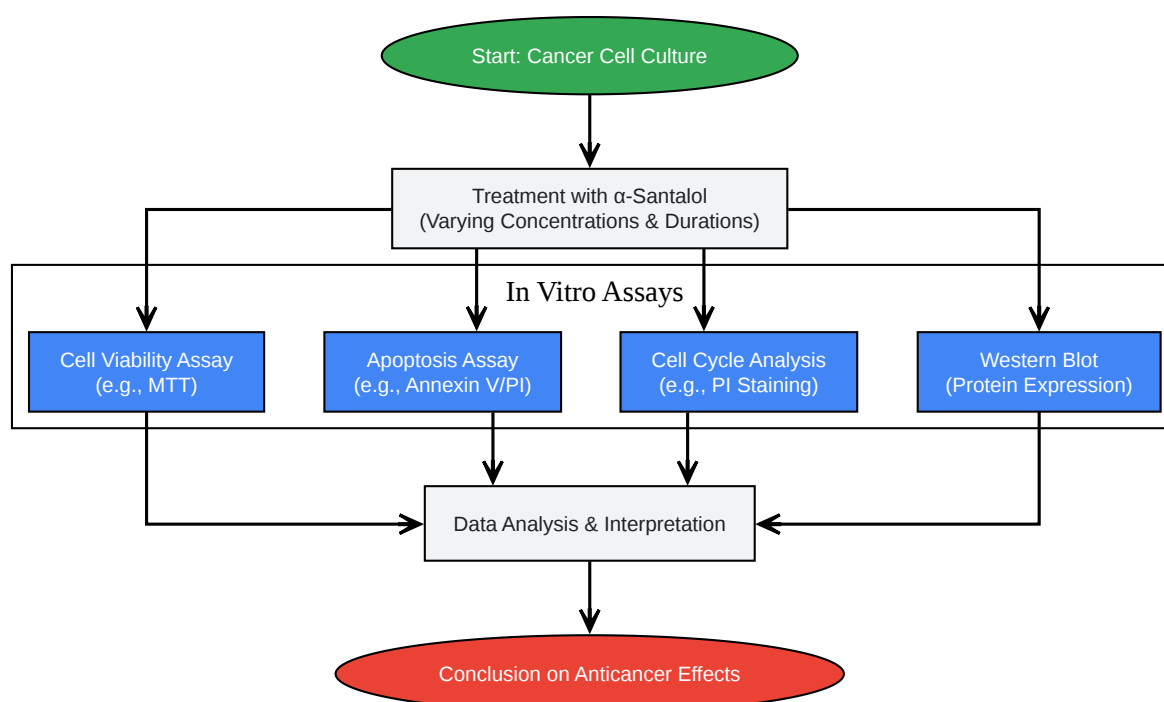 Start: Cancer Cell Culture
Treatment with α-Santalol
(Varying Concentrations & Durations)
In Vitro Assays
Cell Viability Assay
(e.g., MTT)
Apoptosis Assay
(e.g., Annexin V/PI)
Cell Cycle Analysis
(e.g., PI Staining)
Western Blot
(Protein Expression)
Data Analysis & Interpretation
Conclusion on Anticancer Effects